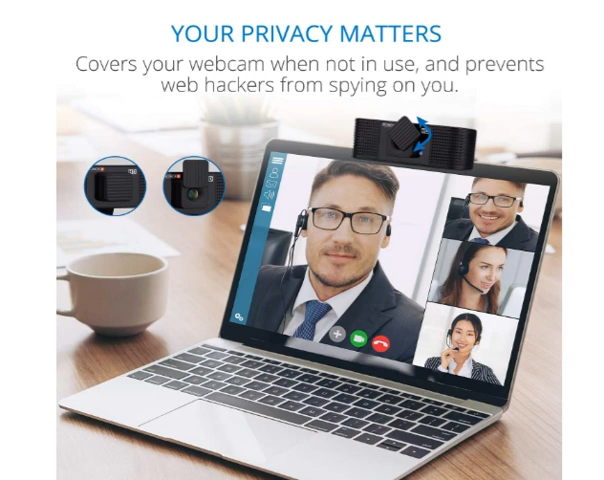 YOUR PRIVACY MATTERS
Covers your webcam when not in use, and prevents
web hackers from spying on you.